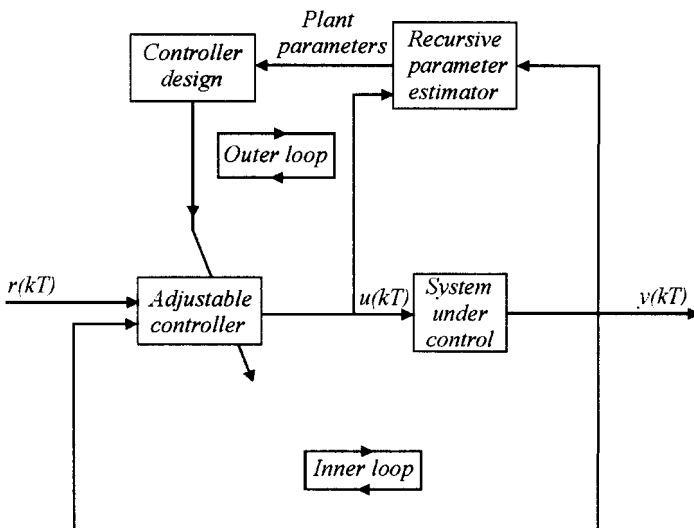 Plant
parameters
Controller
design
Recursive
parameter
estimator
Outer loop
r(kT)
Adjustable
controller
u(kT)
System
under
control
y(kT)
Inner loop